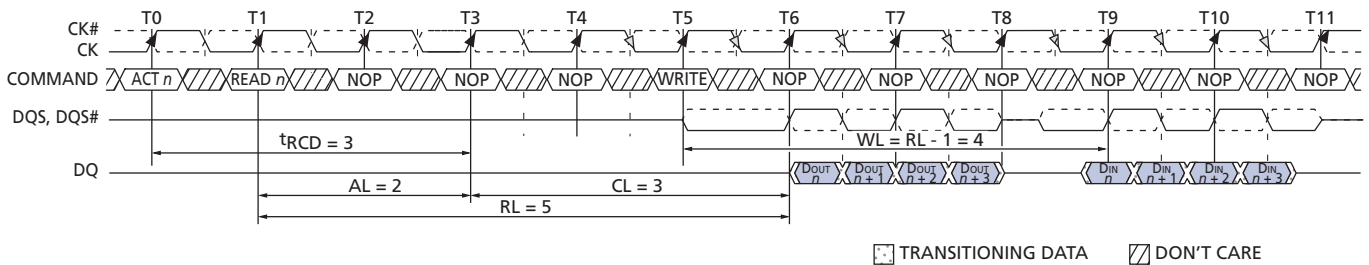 T0 T1 T2 T3 T4 T5 T6 T7 T8 T9 T10 T11
CK#
CK
COMMAND ACT n READ n NOP NOP NOP WRITE NOP NOP NOP NOP NOP NOP
DQS, DQS#
tRCD = 3 WL = RL - 1 = 4
DQ DOUT n DOUT n + 1 DOUT n + 2 DOUT n + 3 DIN n DIN n + 1 DIN n + 2 DIN n + 3
AL = 2 CL = 3
RL = 5
TRANSITIONING DATA DON'T CARE